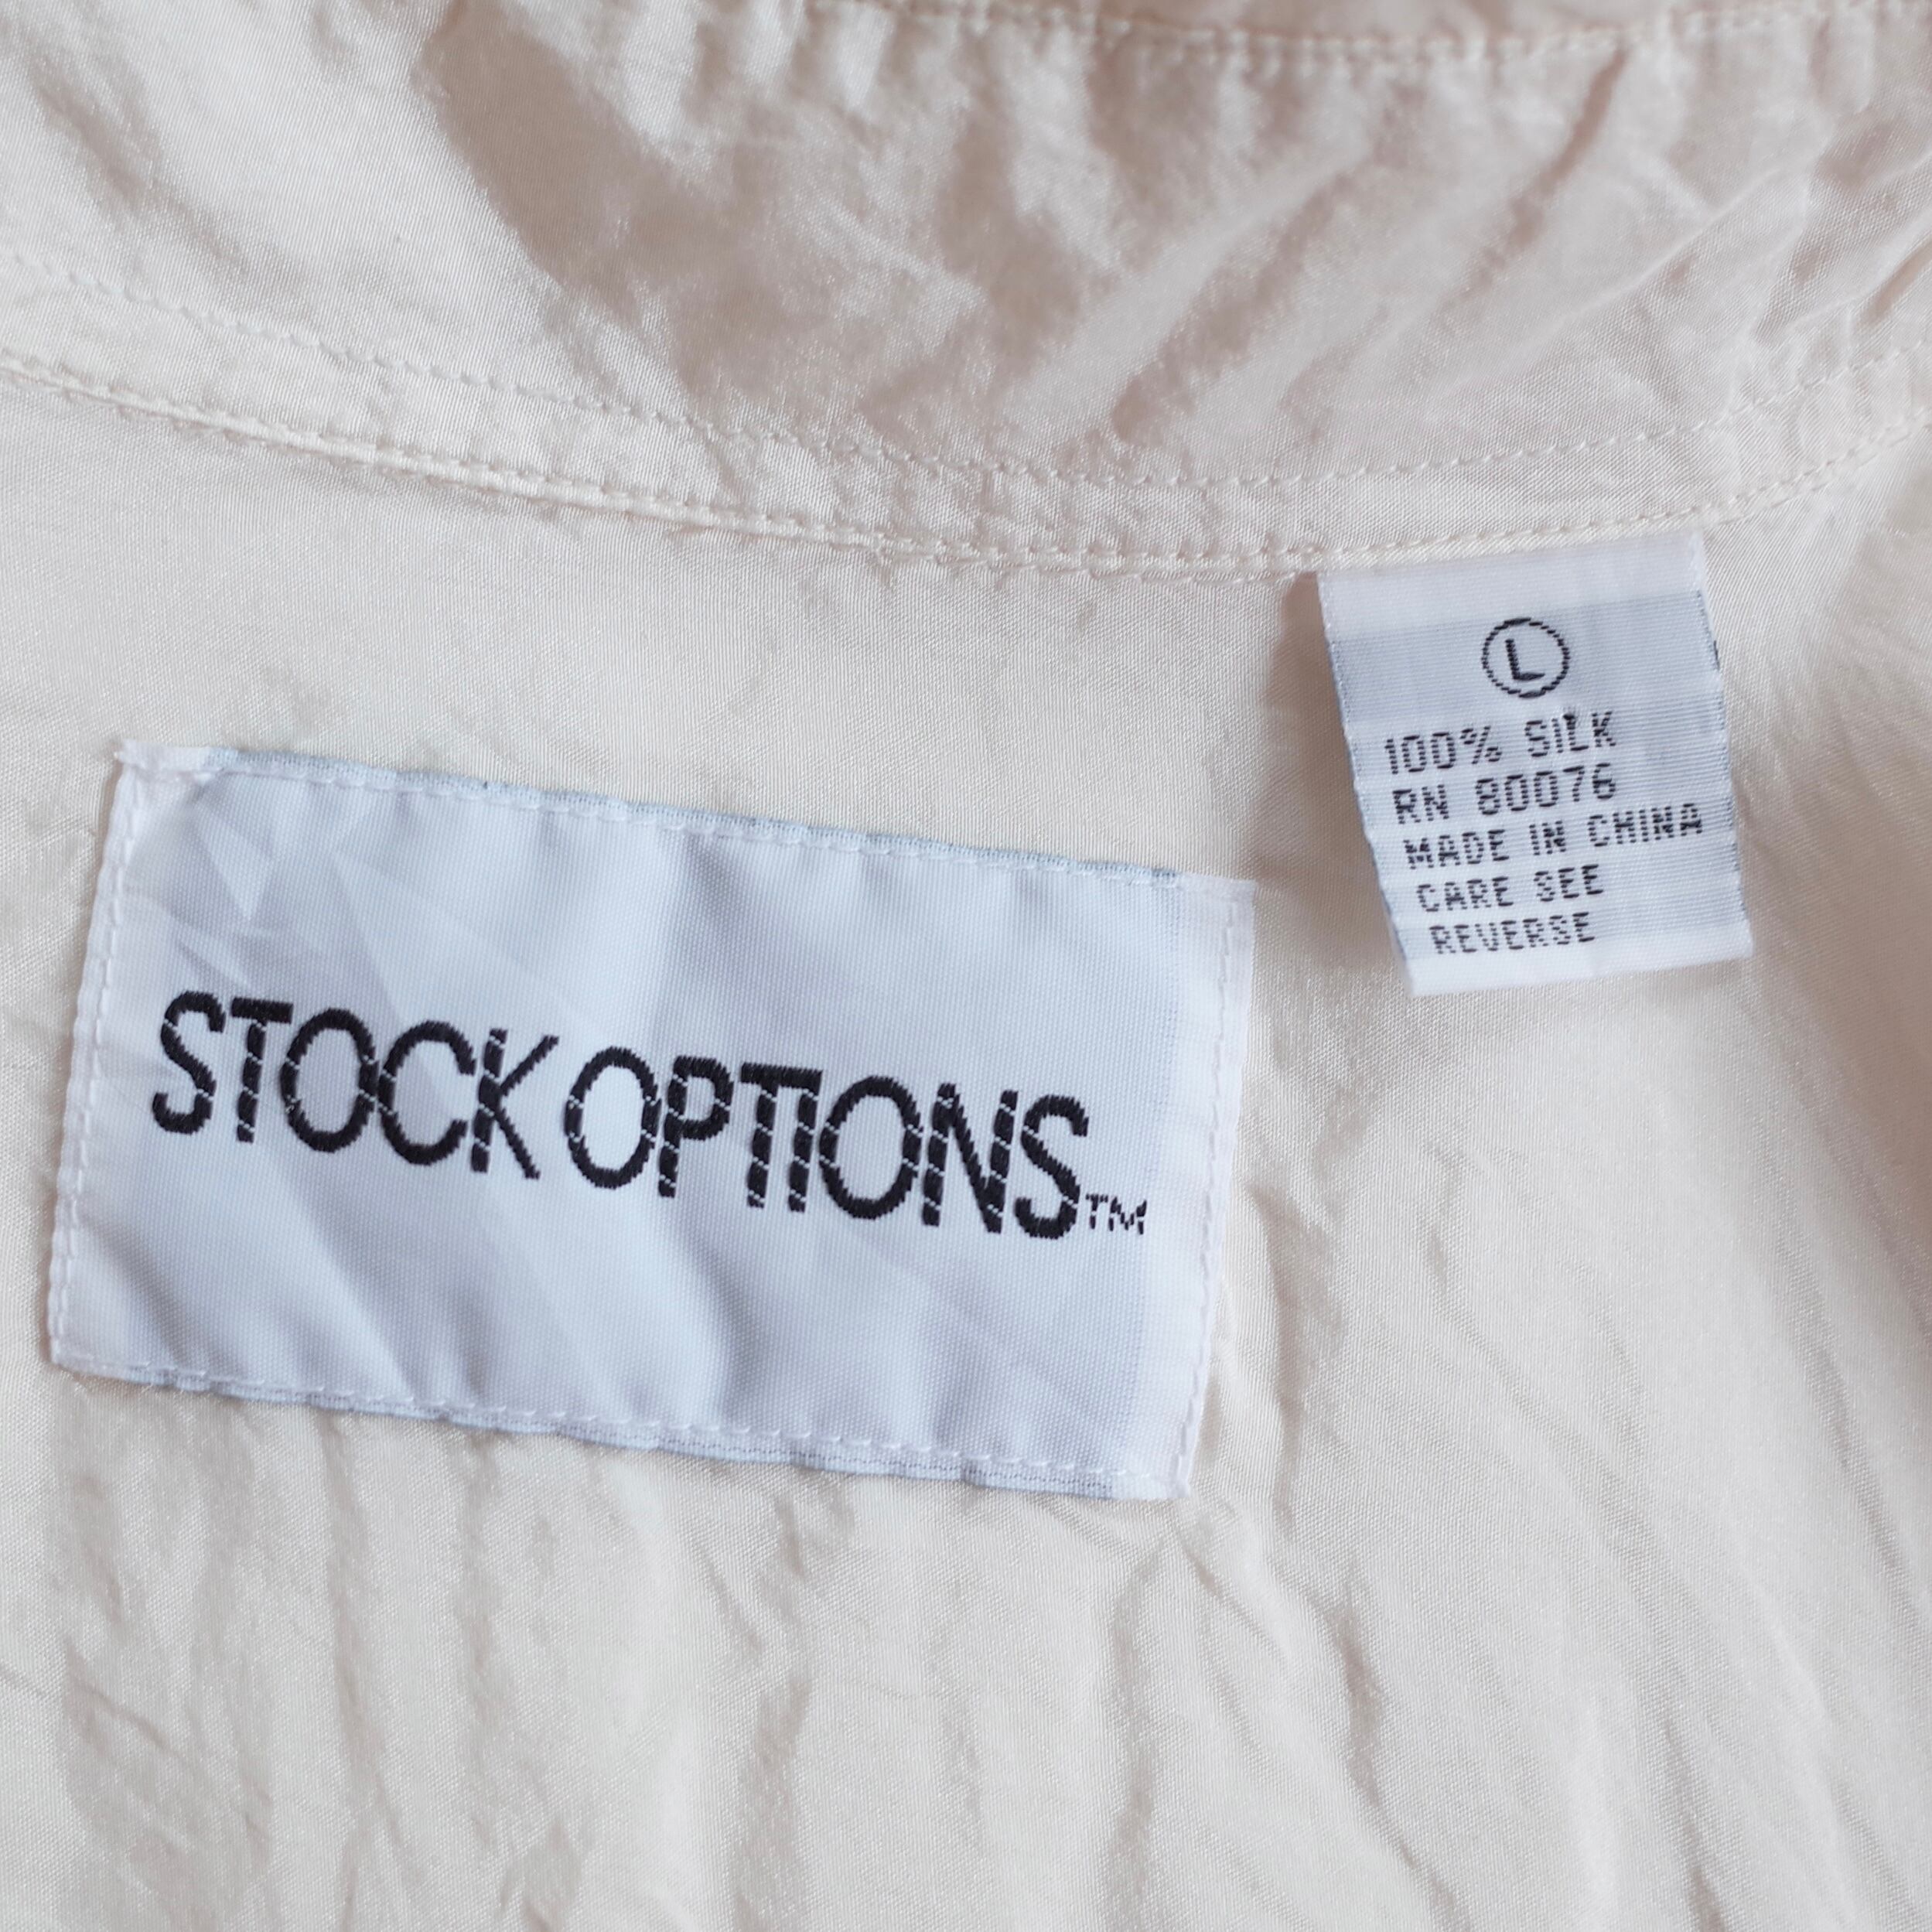 L
100% SILK
RN 80076
MADE IN CHINA
CARE SEE
REVERSE
STOCK OPTIONS™